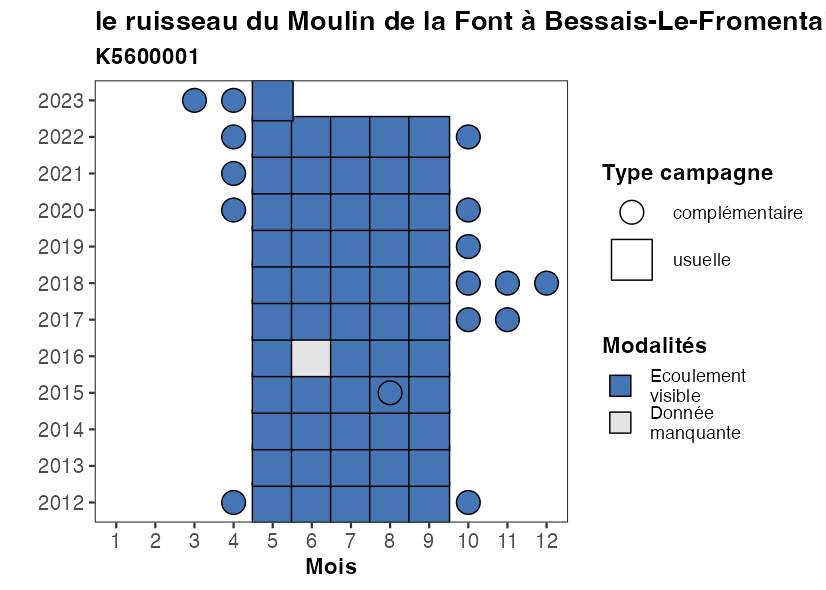 le ruisseau du Moulin de la Font à Bessais-Le-Fromental
K5600001
2023
2022
2021
2020
2019
2018
2017
2016
2015
2014
2013
2012
1 2 3 4 5 6 7 8 9 10 11 12
Mois
Type campagne
complémentaire
usuelle
Modalités
Ecoulement
visible
Donnée
manquante